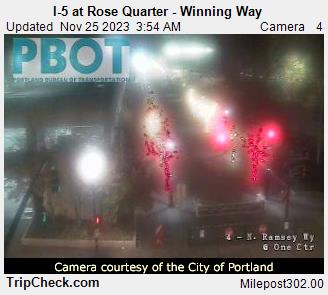 I-5 at Rose Quarter - Winning Way
Updated Nov 25 2023 3:54 AM Camera 4
PBOT
PORTLAND BUREAU OF TRANSPORTATION
4 - N. Ramsey Wy
@ One Ctr
Camera courtesy of the City of Portland
TripCheck.com Milepost302.00